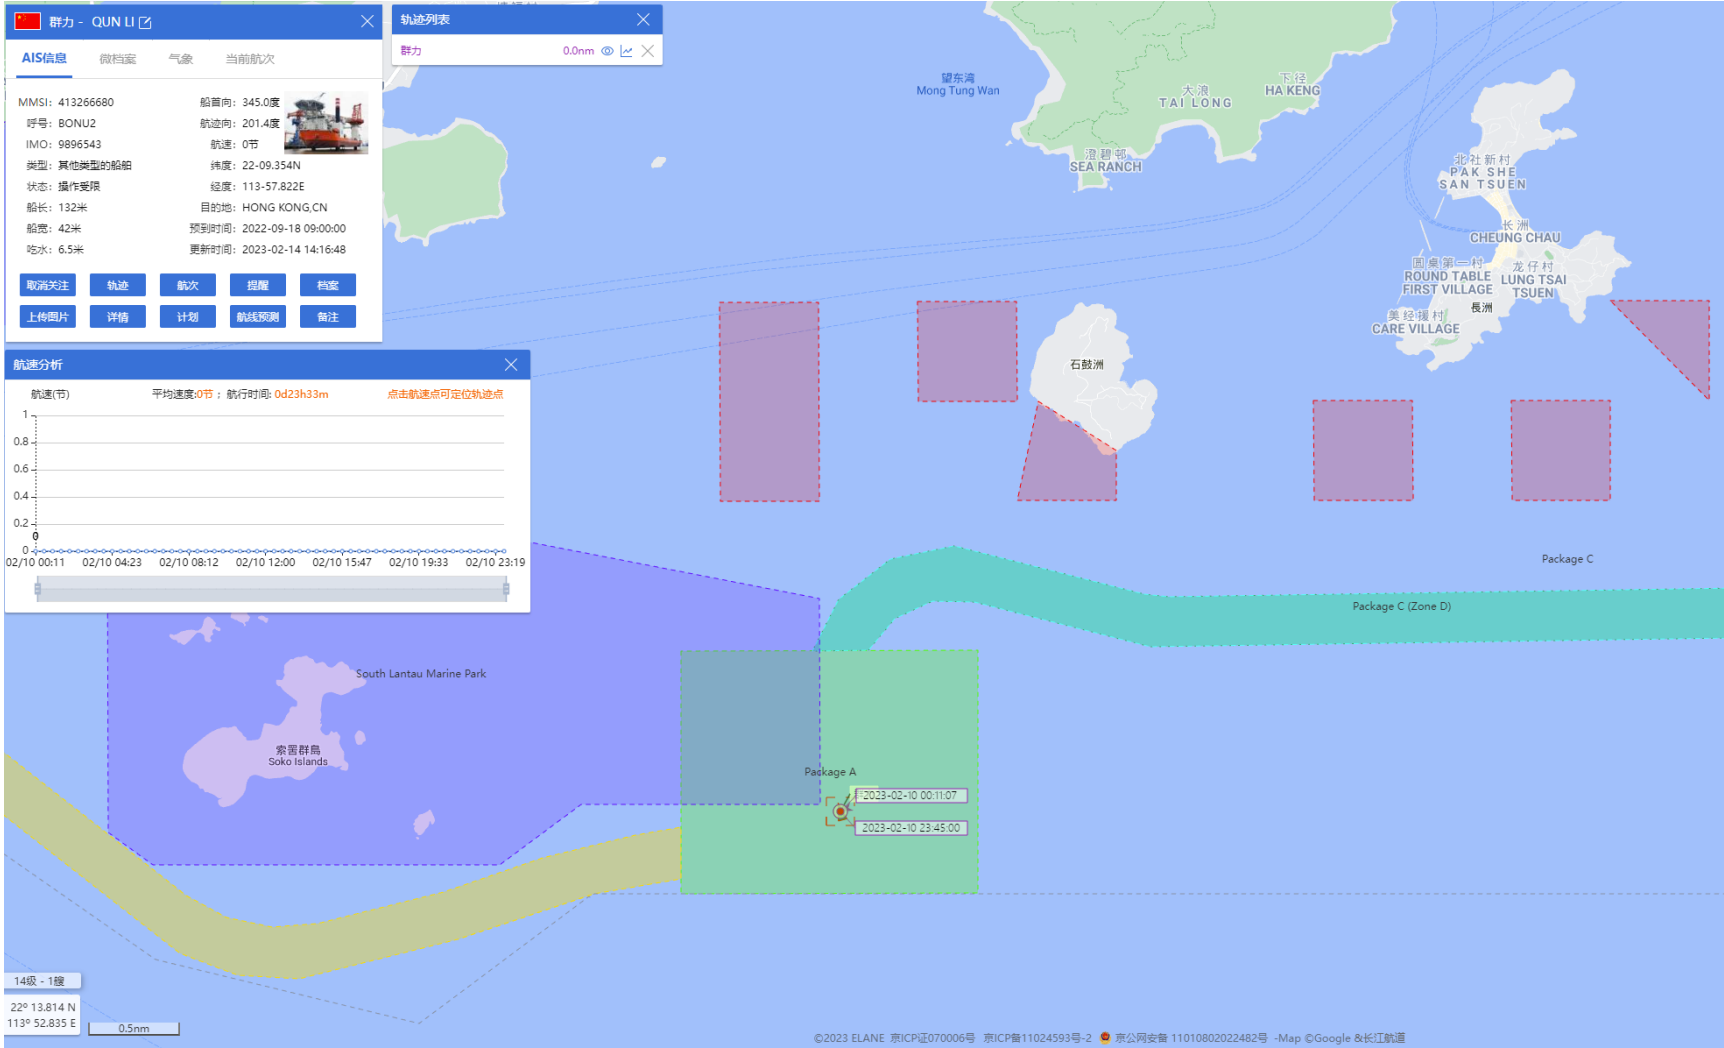 群力 - QUN LI
AIS信息 微档案 气象 当前航次
MMSI: 413266680 船首向: 345.0度
呼号: BONU2 航迹向: 201.4度
IMO: 9896543 航速: 0节
类型: 其他类型的船舶 纬度: 22-09.354N
状态: 操作受限 经度: 113-57.822E
船长: 132米 目的地: HONG KONG,CN
船宽: 42米 预到时间: 2022-09-18 09:00:00
吃水: 6.5米 更新时间: 2023-02-14 14:16:48
取消关注 轨迹 航次 提醒 档案
上传图片 详情 计划 航线预测 备注
轨迹列表
群力 0.0nm
航速分析
航速(节) 平均速度:0节 ; 航行时间: 0d23h33m 点击航速点可定位轨迹点
1
0.8
0.6
0.4
0.2
0
0
02/10 00:11 02/10 04:23 02/10 08:12 02/10 12:00 02/10 15:47 02/10 19:33 02/10 23:19
望东湾
Mong Tung Wan
大浪
TAI LONG
下径
HA KENG
澄碧邨
SEA RANCH
北社新村
PAK SHE
SAN TSUEN
长洲
CHEUNG CHAU
圆桌第一村
ROUND TABLE
FIRST VILLAGE
龙仔村
LUNG TSAI
TSUEN
長洲
美经援村
CARE VILLAGE
石鼓洲
Package C
Package C (Zone D)
South Lantau Marine Park
索罟群島
Soko Islands
Package A
2023-02-10 00:11:07
2023-02-10 23:45:00
14级 - 1艘
22º 13.814 N
113º 52.835 E
0.5nm
©2023 ELANE 京ICP证070006号 京ICP备11024593号-2 京公网安备 11010802022482号 -Map ©Google &长江航道